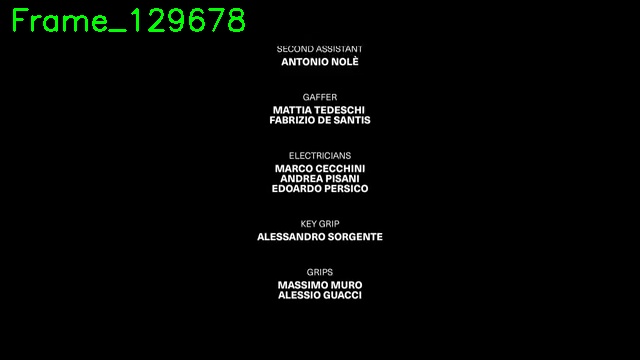 Frame_129678
SECOND ASSISTANT
ANTONIO NOLÈ
GAFFER
MATTIA TEDESCHI
FABRIZIO DE SANTIS
ELECTRICIANS
MARCO CECCHINI
ANDREA PISANI
EDOARDO PERSICO
KEY GRIP
ALESSANDRO SORGENTE
GRIPS
MASSIMO MURO
ALESSIO GUACCI